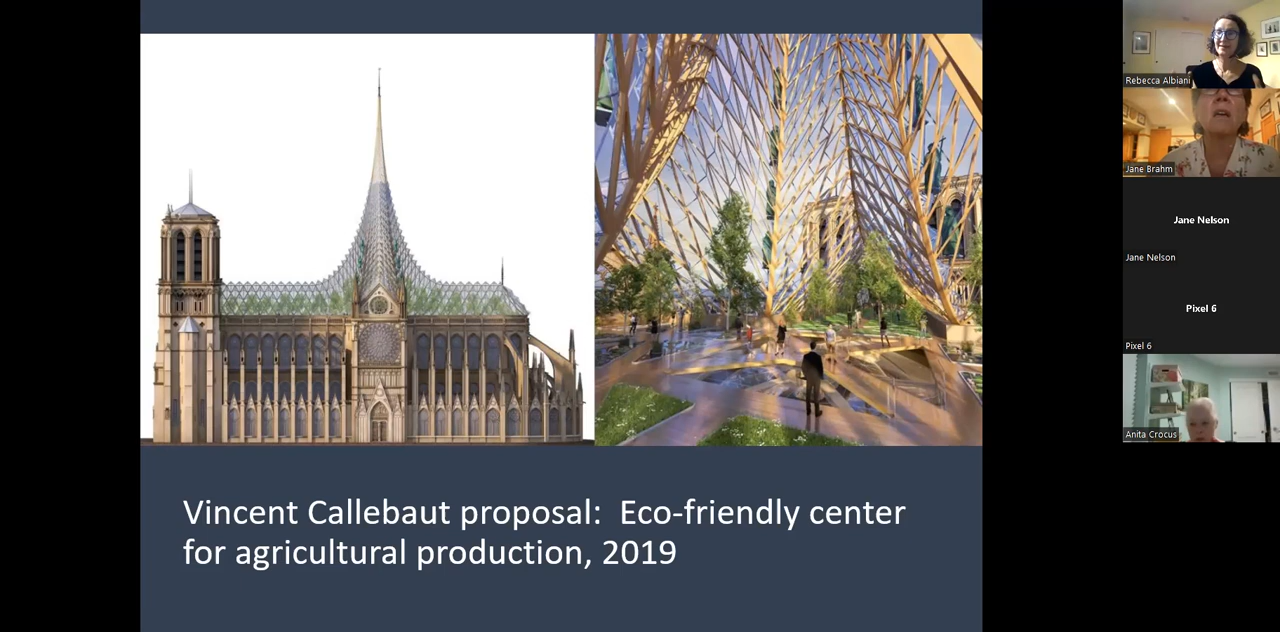 Vincent Callebaut proposal:  Eco-friendly center
for agricultural production, 2019
Rebecca Albiani
Jane Brahm
Jane Nelson
Jane Nelson
Pixel 6
Pixel 6
Anita Crocus